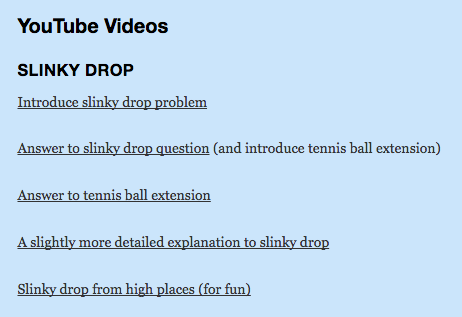 YouTube Videos
SLINKY DROP
Introduce slinky drop problem
Answer to slinky drop question (and introduce tennis ball extension)
Answer to tennis ball extension
A slightly more detailed explanation to slinky drop
Slinky drop from high places (for fun)